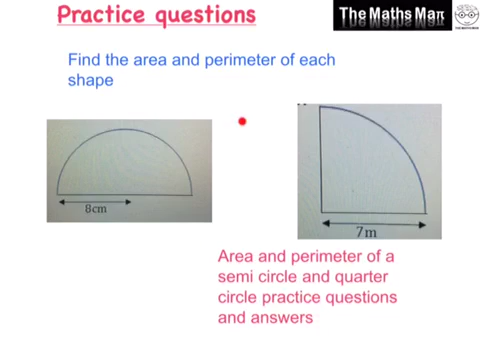 Practice questions
The Maths Man
Find the area and perimeter of each
shape
8cm
7m
Area and perimeter of a
semi circle and quarter
circle practice questions
and answers